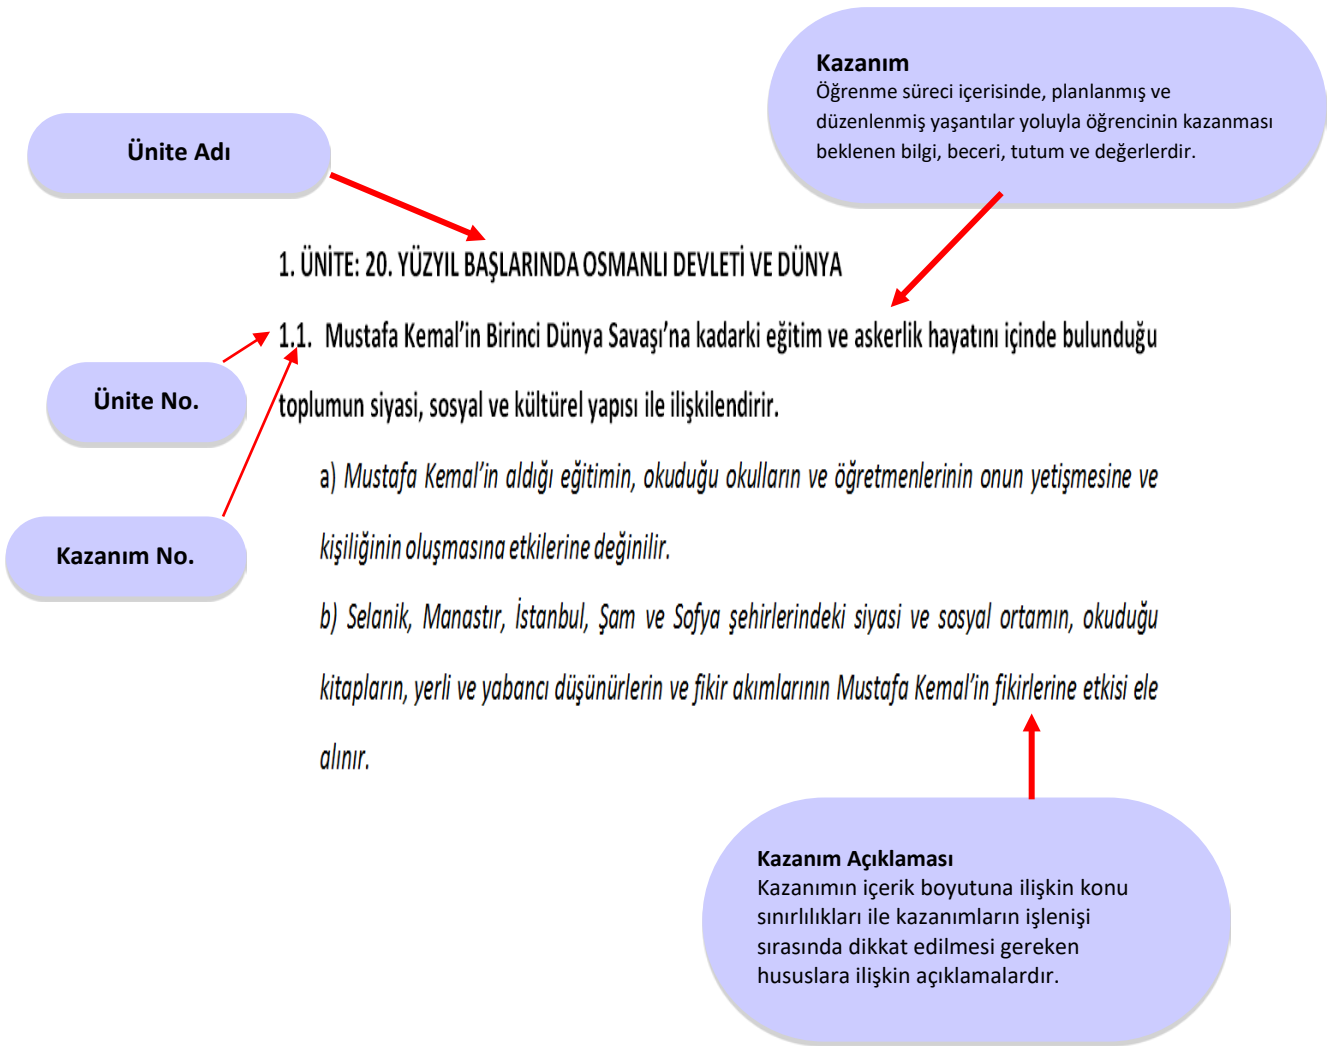 Kazanım
Öğrenme süreci içerisinde, planlanmış ve
düzenlenmiş yaşantılar yoluyla öğrencinin kazanması
beklenen bilgi, beceri, tutum ve değerlerdir.
Ünite Adı
1. ÜNİTE: 20. YÜZYIL BAŞLARINDA OSMANLI DEVLETİ VE DÜNYA
1.1. Mustafa Kemal’in Birinci Dünya Savaşı’na kadarki eğitim ve askerlik hayatını içinde bulunduğu
Ünite No.
toplumun siyasi, sosyal ve kültürel yapısı ile ilişkilendirir.
a) Mustafa Kemal’in aldığı eğitimin, okuduğu okulların ve öğretmenlerinin onun yetişmesine ve
Kazanım No.
kişiliğinin oluşmasına etkilerine değinilir.
b) Selanik, Manastır, İstanbul, Şam ve Sofya şehirlerindeki siyasi ve sosyal ortamın, okuduğu
kitapların, yerli ve yabancı düşünürlerin ve fikir akımlarının Mustafa Kemal’in fikirlerine etkisi ele
alınır.
Kazanım Açıklaması
Kazanımın içerik boyutuna ilişkin konu
sınırlılıkları ile kazanımların işlenişi
sırasında dikkat edilmesi gereken
hususlara ilişkin açıklamalardır.